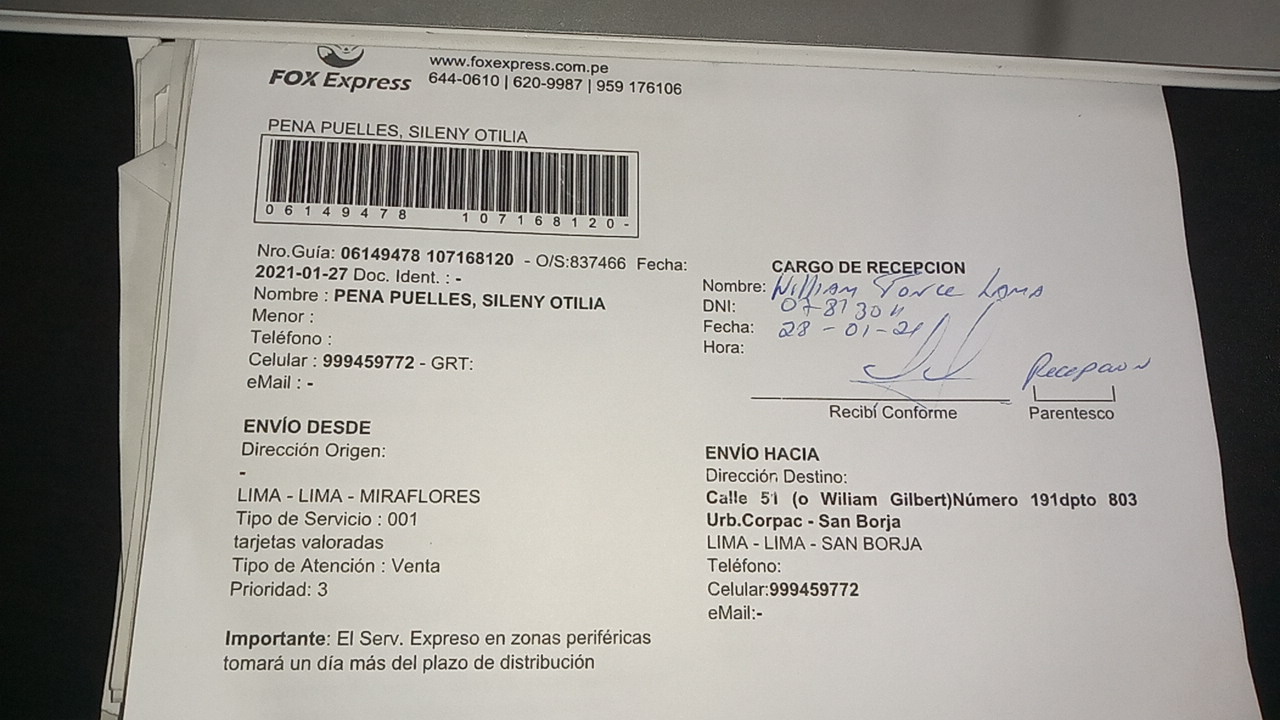 www.foxexpress.com.pe
FOX Express
644-0610 | 620-9987 | 959 176106
PENA PUELLES, SILENY OTILIA
06149478 107168120-
Nro.Guía: 06149478 107168120 - O/S:837466 Fecha:
2021-01-27 Doc. Ident. : -
Nombre : PENA PUELLES, SILENY OTILIA
Menor :
Teléfono :
Celular : 999459772 - GRT:
eMail : -
CARGO DE RECEPCION
Nombre: William Ponce Lama
DNI:
Fecha: 28-01-21
Hora:
Recepcion
Recibí Conforme
Parentesco
ENVÍO DESDE
Dirección Origen:
-
LIMA - LIMA - MIRAFLORES
Tipo de Servicio : 001
tarjetas valoradas
Tipo de Atención : Venta
Prioridad: 3
ENVÍO HACIA
Dirección Destino:
Calle 51 (o Wiliam Gilbert)Número 191dpto 803
Urb.Corpac - San Borja
LIMA - LIMA - SAN BORJA
Teléfono:
Celular:999459772
eMail:-
Importante: El Serv. Expreso en zonas periféricas
tomará un día más del plazo de distribución